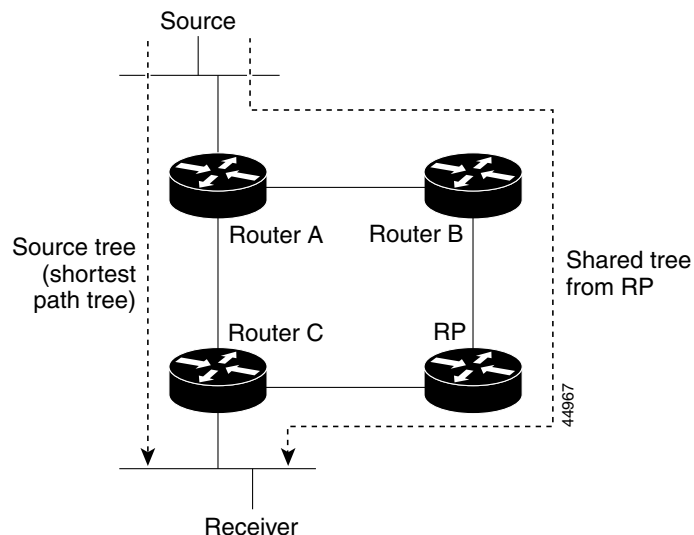 Source
Router A
Router B
Source tree
(shortest
path tree)
Shared tree
from RP
Router C
RP
44967
Receiver